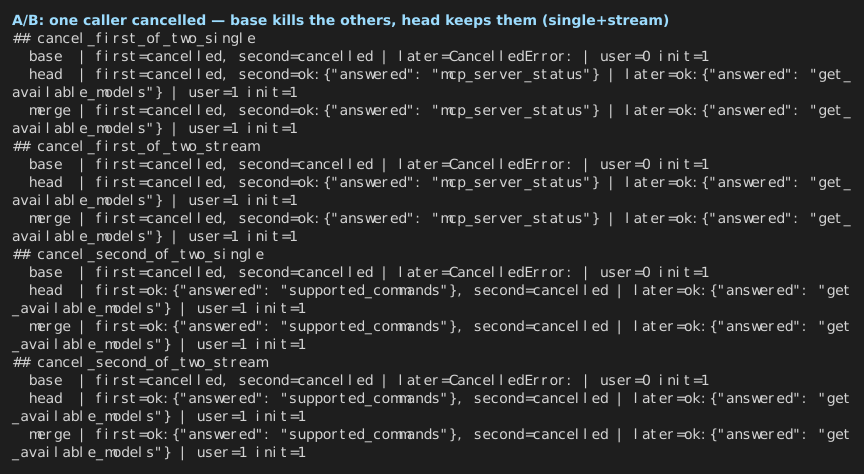 A/B: one caller cancelled — base kills the others, head keeps them (single+stream)
## cancel_first_of_two_single
  base  | first=cancelled, second=cancelled | later=CancelledError: | user=0 init=1
  head  | first=cancelled, second=ok:{"answered": "mcp_server_status"} | later=ok:{"answered": "get_
available_models"} | user=1 init=1
  merge | first=cancelled, second=ok:{"answered": "mcp_server_status"} | later=ok:{"answered": "get_
available_models"} | user=1 init=1
## cancel_first_of_two_stream
  base  | first=cancelled, second=cancelled | later=CancelledError: | user=0 init=1
  head  | first=cancelled, second=ok:{"answered": "mcp_server_status"} | later=ok:{"answered": "get_
available_models"} | user=1 init=1
  merge | first=cancelled, second=ok:{"answered": "mcp_server_status"} | later=ok:{"answered": "get_
available_models"} | user=1 init=1
## cancel_second_of_two_single
  base  | first=cancelled, second=cancelled | later=CancelledError: | user=0 init=1
  head  | first=ok:{"answered": "supported_commands"}, second=cancelled | later=ok:{"answered": "get
_available_models"} | user=1 init=1
  merge | first=ok:{"answered": "supported_commands"}, second=cancelled | later=ok:{"answered": "get
_available_models"} | user=1 init=1
## cancel_second_of_two_stream
  base  | first=cancelled, second=cancelled | later=CancelledError: | user=0 init=1
  head  | first=ok:{"answered": "supported_commands"}, second=cancelled | later=ok:{"answered": "get
_available_models"} | user=1 init=1
  merge | first=ok:{"answered": "supported_commands"}, second=cancelled | later=ok:{"answered": "get
_available_models"} | user=1 init=1